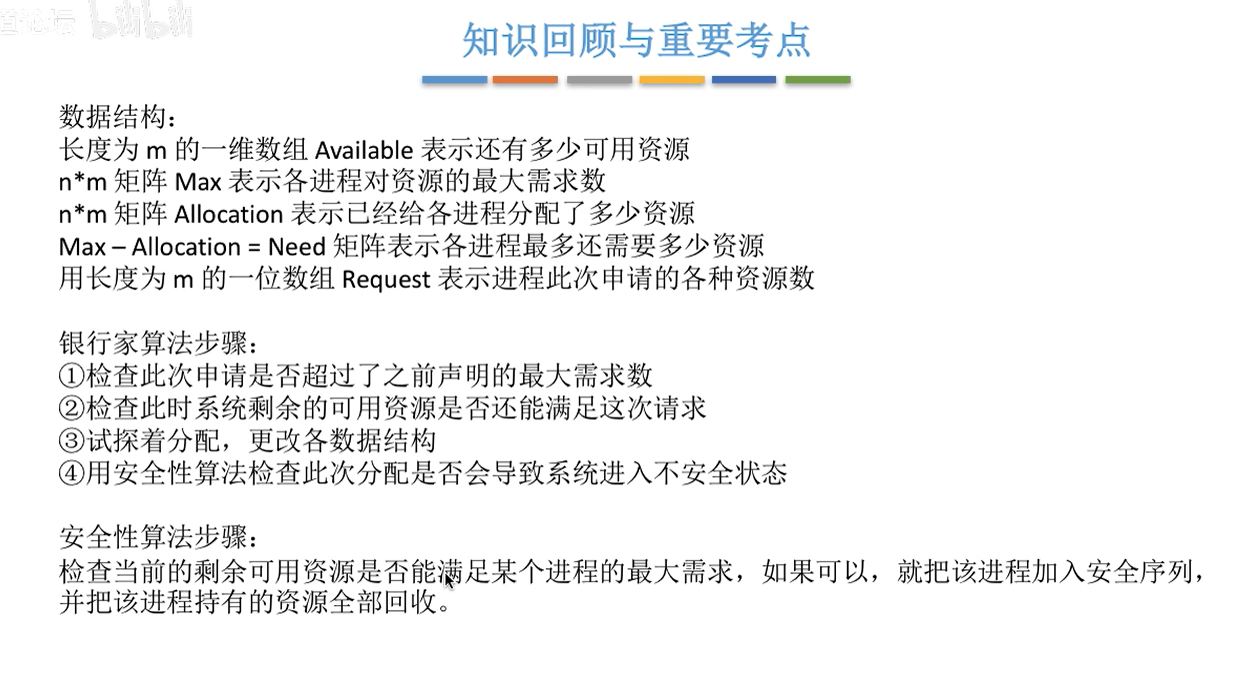 知识回顾与重要考点
数据结构：
长度为 m 的一维数组 Available 表示还有多少可用资源
n*m 矩阵 Max 表示各进程对资源的最大需求数
n*m 矩阵 Allocation 表示已经给各进程分配了多少资源
Max – Allocation = Need 矩阵表示各进程最多还需要多少资源
用长度为 m 的一位数组 Request 表示进程此次申请的各种资源数
银行家算法步骤：
①检查此次申请是否超过了之前声明的最大需求数
②检查此时系统剩余的可用资源是否还能满足这次请求
③试探着分配，更改各数据结构
④用安全性算法检查此次分配是否会导致系统进入不安全状态
安全性算法步骤：
检查当前的剩余可用资源是否能满足某个进程的最大需求，如果可以，就把该进程加入安全序列，
并把该进程持有的资源全部回收。